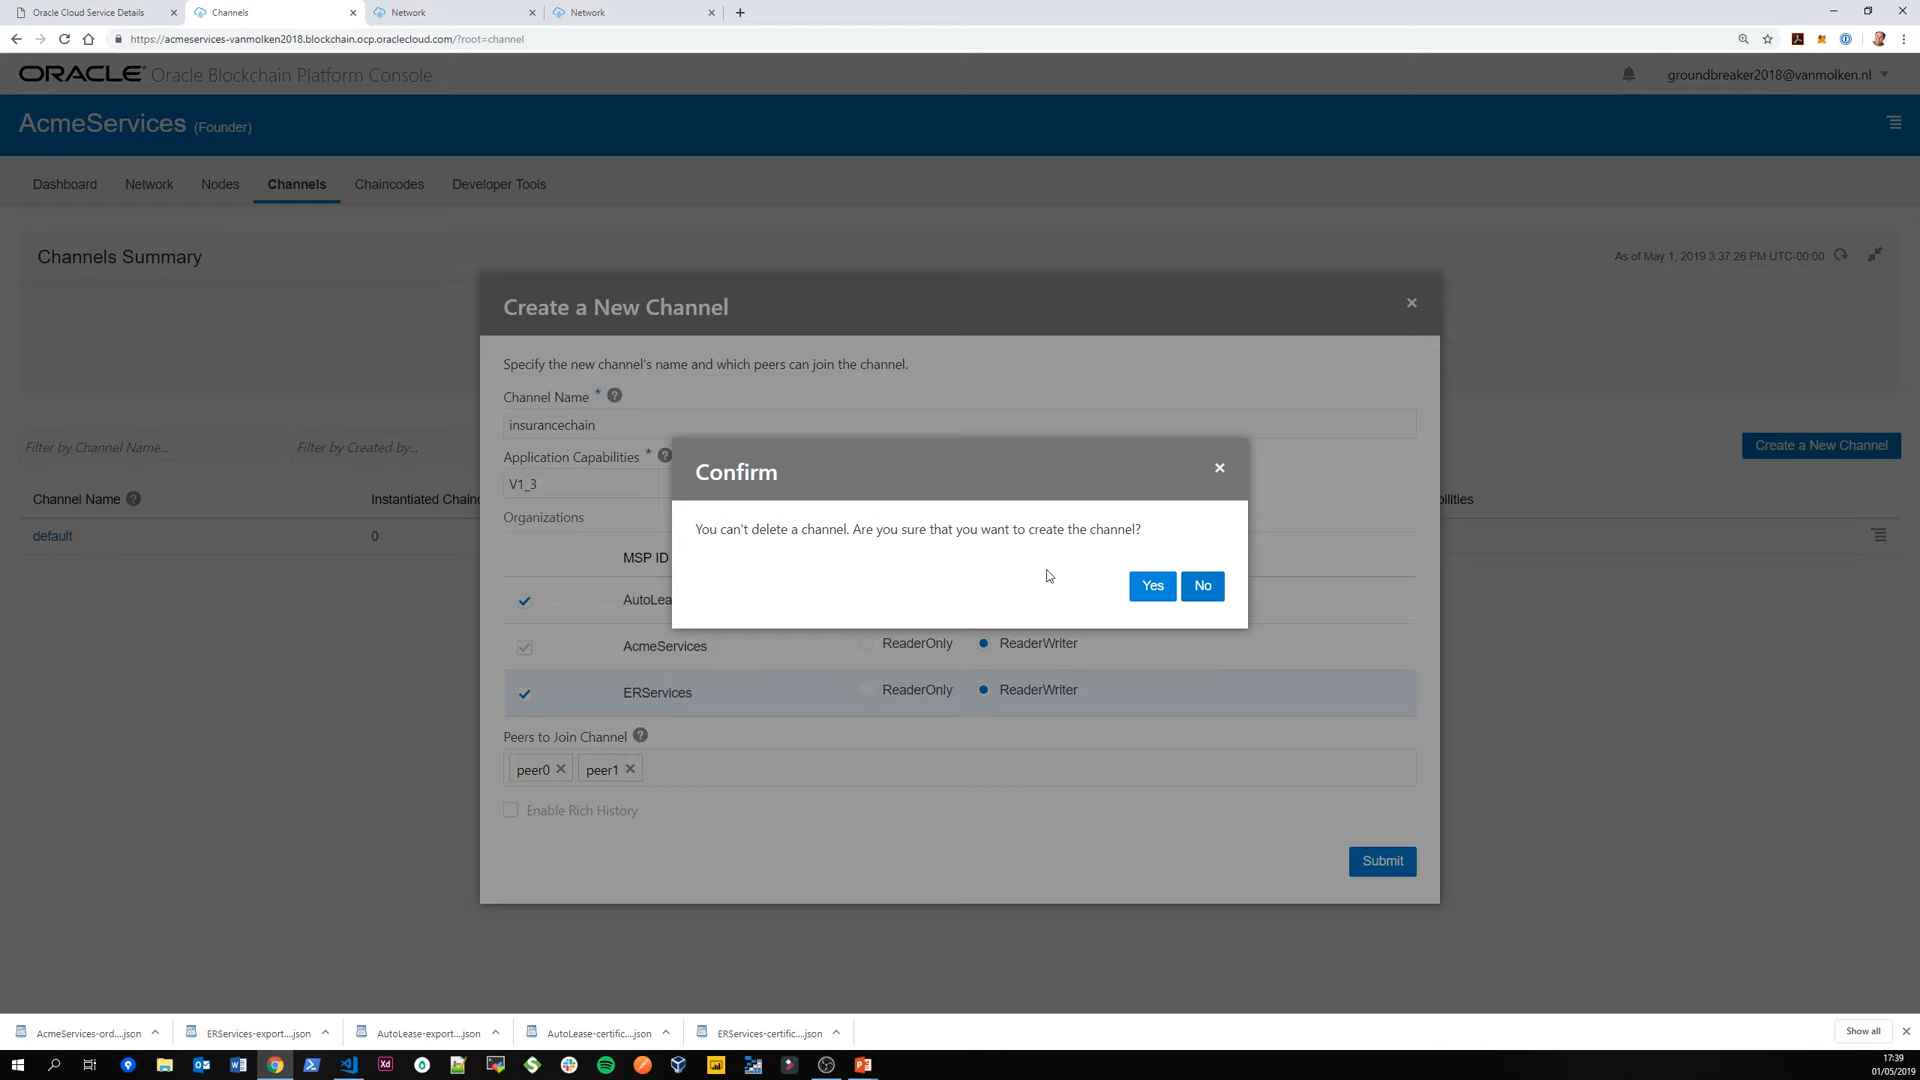 Oracle Cloud Service Details
Channels
Network
Network
https://acmeservices-vanmolken2018.blockchain.ocp.oraclecloud.com/?root=channel
ORACLE Oracle Blockchain Platform Console
groundbreaker2018@vanmolken.nl
AcmeServices (Founder)
Dashboard Network Nodes Channels Chaincodes Developer Tools
Channels Summary
As of May 1, 2019 3:37:26 PM UTC-00:00
Create a New Channel
Specify the new channel's name and which peers can join the channel.
Channel Name *
insurancechain
Filter by Channel Name...
Filter by Created by...
Create a New Channel
Application Capabilities *
V1_3
Confirm
You can't delete a channel. Are you sure that you want to create the channel?
Yes No
Channel Name
Instantiated Chainc
bilities
default 0
Organizations
MSP ID
AutoLea
AcmeServices ReaderOnly ReaderWriter
ERServices ReaderOnly ReaderWriter
Peers to Join Channel
peer0 peer1
Enable Rich History
Submit
AcmeServices-ord....json
ERServices-export....json
AutoLease-export....json
AutoLease-certific....json
ERServices-certific....json
Show all
17:39
01/05/2019